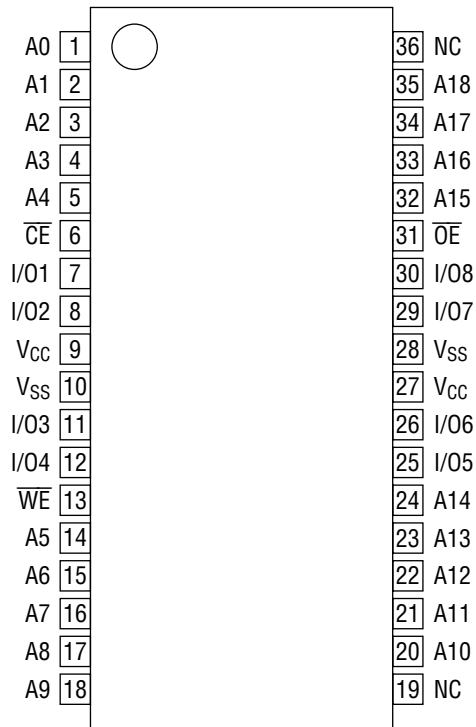 A0 1 36 NC
A1 2 35 A18
A2 3 34 A17
A3 4 33 A16
A4 5 32 A15
C̅E̅ 6 31 O̅E̅
I/O1 7 30 I/O8
I/O2 8 29 I/O7
VCC 9 28 VSS
VSS 10 27 VCC
I/O3 11 26 I/O6
I/O4 12 25 I/O5
W̅E̅ 13 24 A14
A5 14 23 A13
A6 15 22 A12
A7 16 21 A11
A8 17 20 A10
A9 18 19 NC